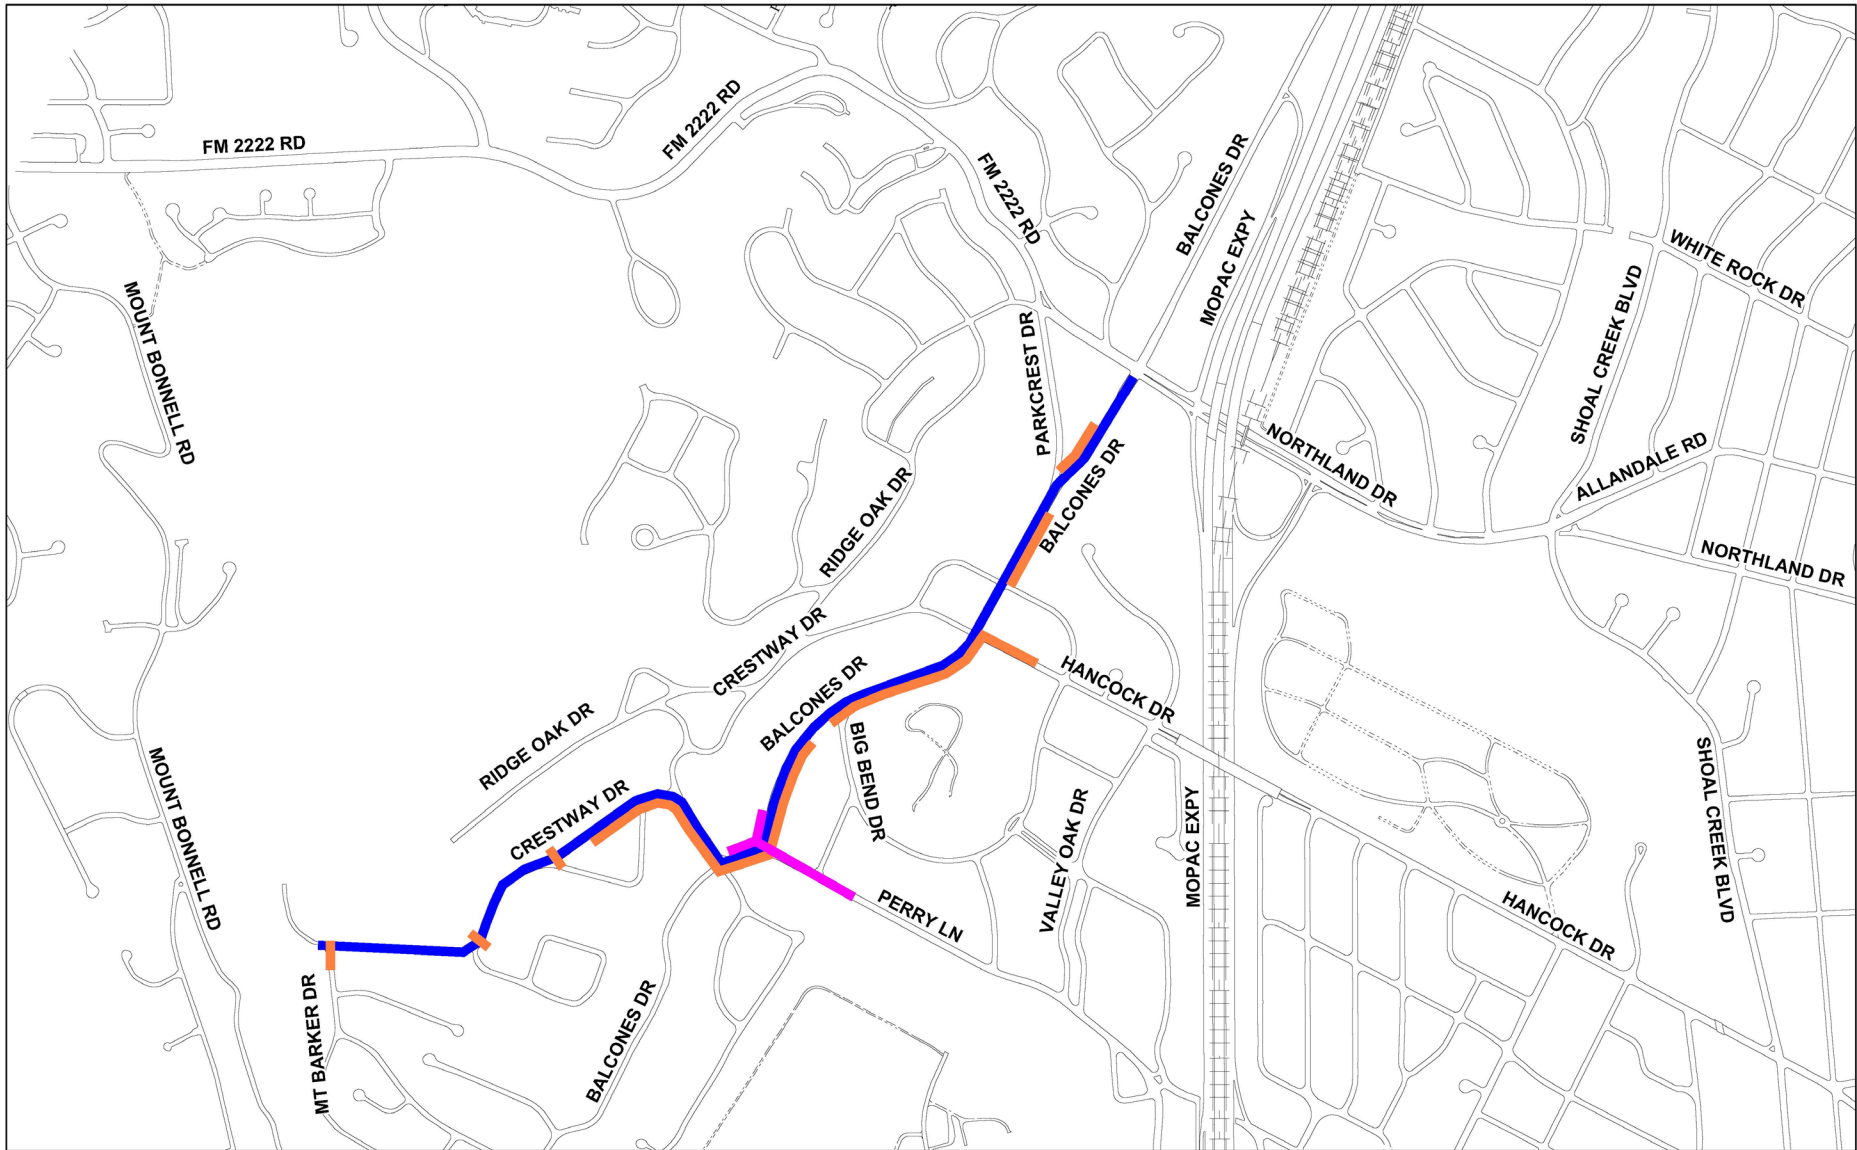 FM 2222 RD
FM 2222 RD
FM 2222 RD
BALCONES DR
MOPAC EXPY
WHITE ROCK DR
SHOAL CREEK BLVD
MOUNT BONNELL RD
PARKCREST DR
BALCONES DR
NORTHLAND DR
ALLANDALE RD
NORTHLAND DR
RIDGE OAK DR
CRESTWAY DR
BALCONES DR
HANCOCK DR
RIDGE OAK DR
BIG BEND DR
CRESTWAY DR
VALLEY OAK DR
MOPAC EXPY
SHOAL CREEK BLVD
MOUNT BONNELL RD
PERRY LN
HANCOCK DR
MT BARKER DR
BALCONES DR